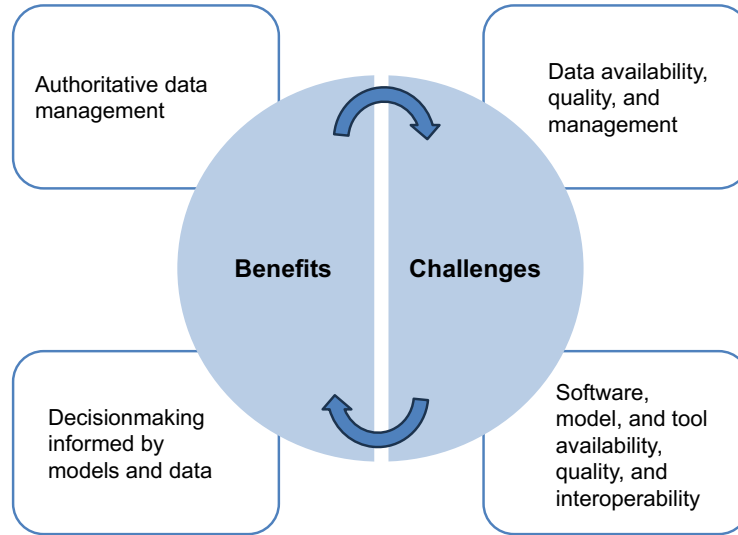 Authoritative data
management
Data availability,
quality, and
management
Benefits
Challenges
Decisionmaking
informed by
models and data
Software,
model, and tool
availability,
quality, and
interoperability